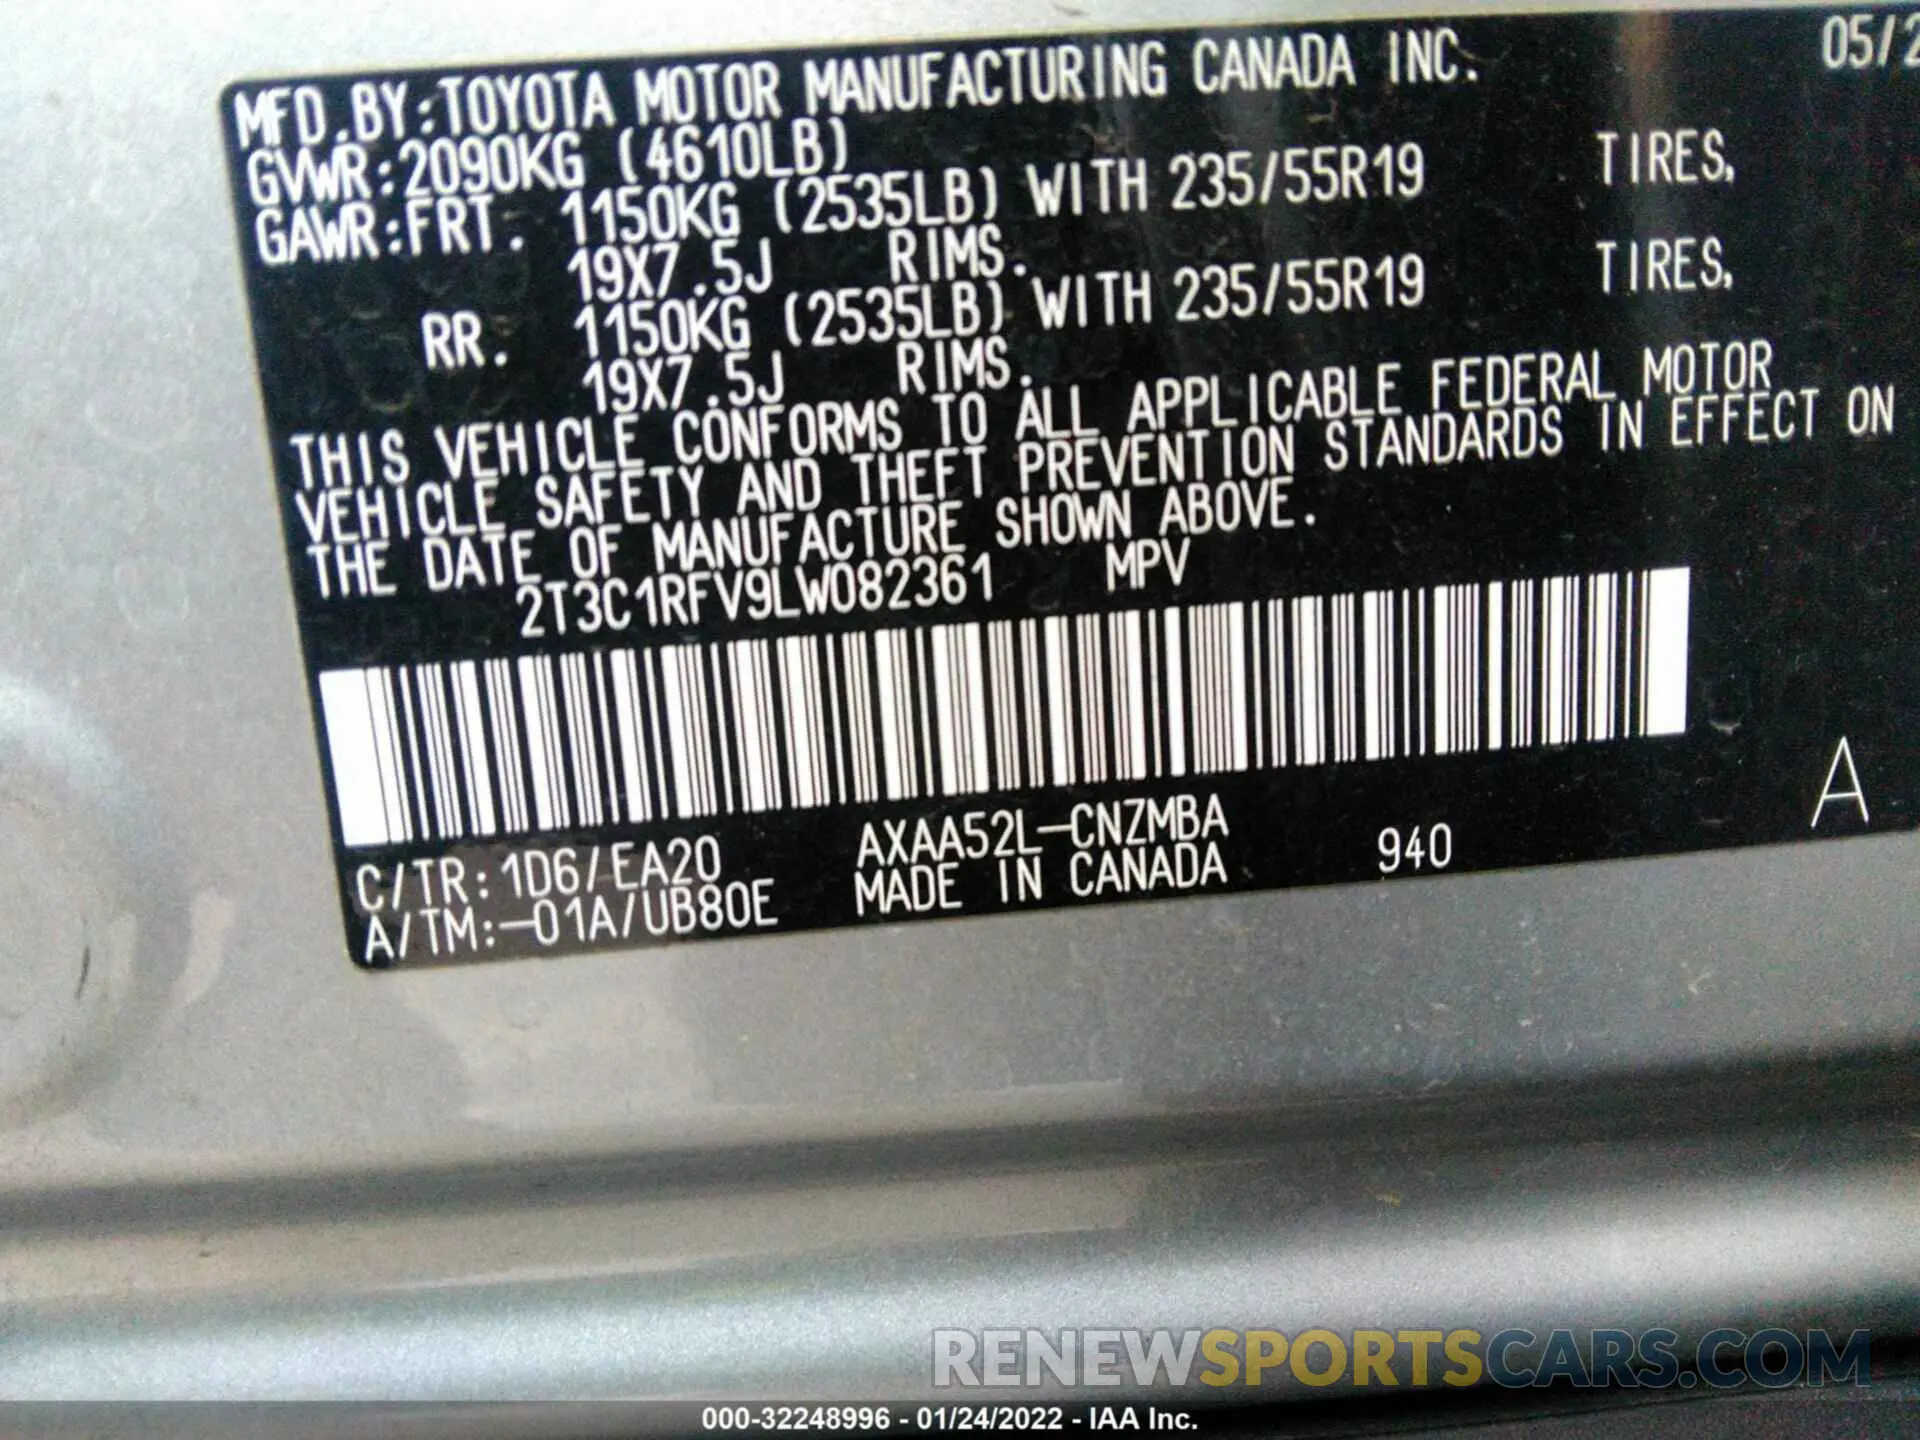 MFD.BY:TOYOTA MOTOR MANUFACTURING CANADA INC. 05/2
GVWR:2090KG (4610LB)
GAWR:FRT. 1150KG (2535LB) WITH 235/55R19 TIRES,
19X7.5J RIMS.
RR. 1150KG (2535LB) WITH 235/55R19 TIRES,
19X7.5J RIMS.
THIS VEHICLE CONFORMS TO ALL APPLICABLE FEDERAL MOTOR
VEHICLE SAFETY AND THEFT PREVENTION STANDARDS IN EFFECT ON
THE DATE OF MANUFACTURE SHOWN ABOVE.
2T3C1RFV9LW082361 MPV
C/TR:1D6/EA20 AXAA52L-CNZMBA 940 A
A/TM:-01A/UB80E MADE IN CANADA
RENEWSPORTSCARS.COM
000-32248996 - 01/24/2022 - IAA Inc.